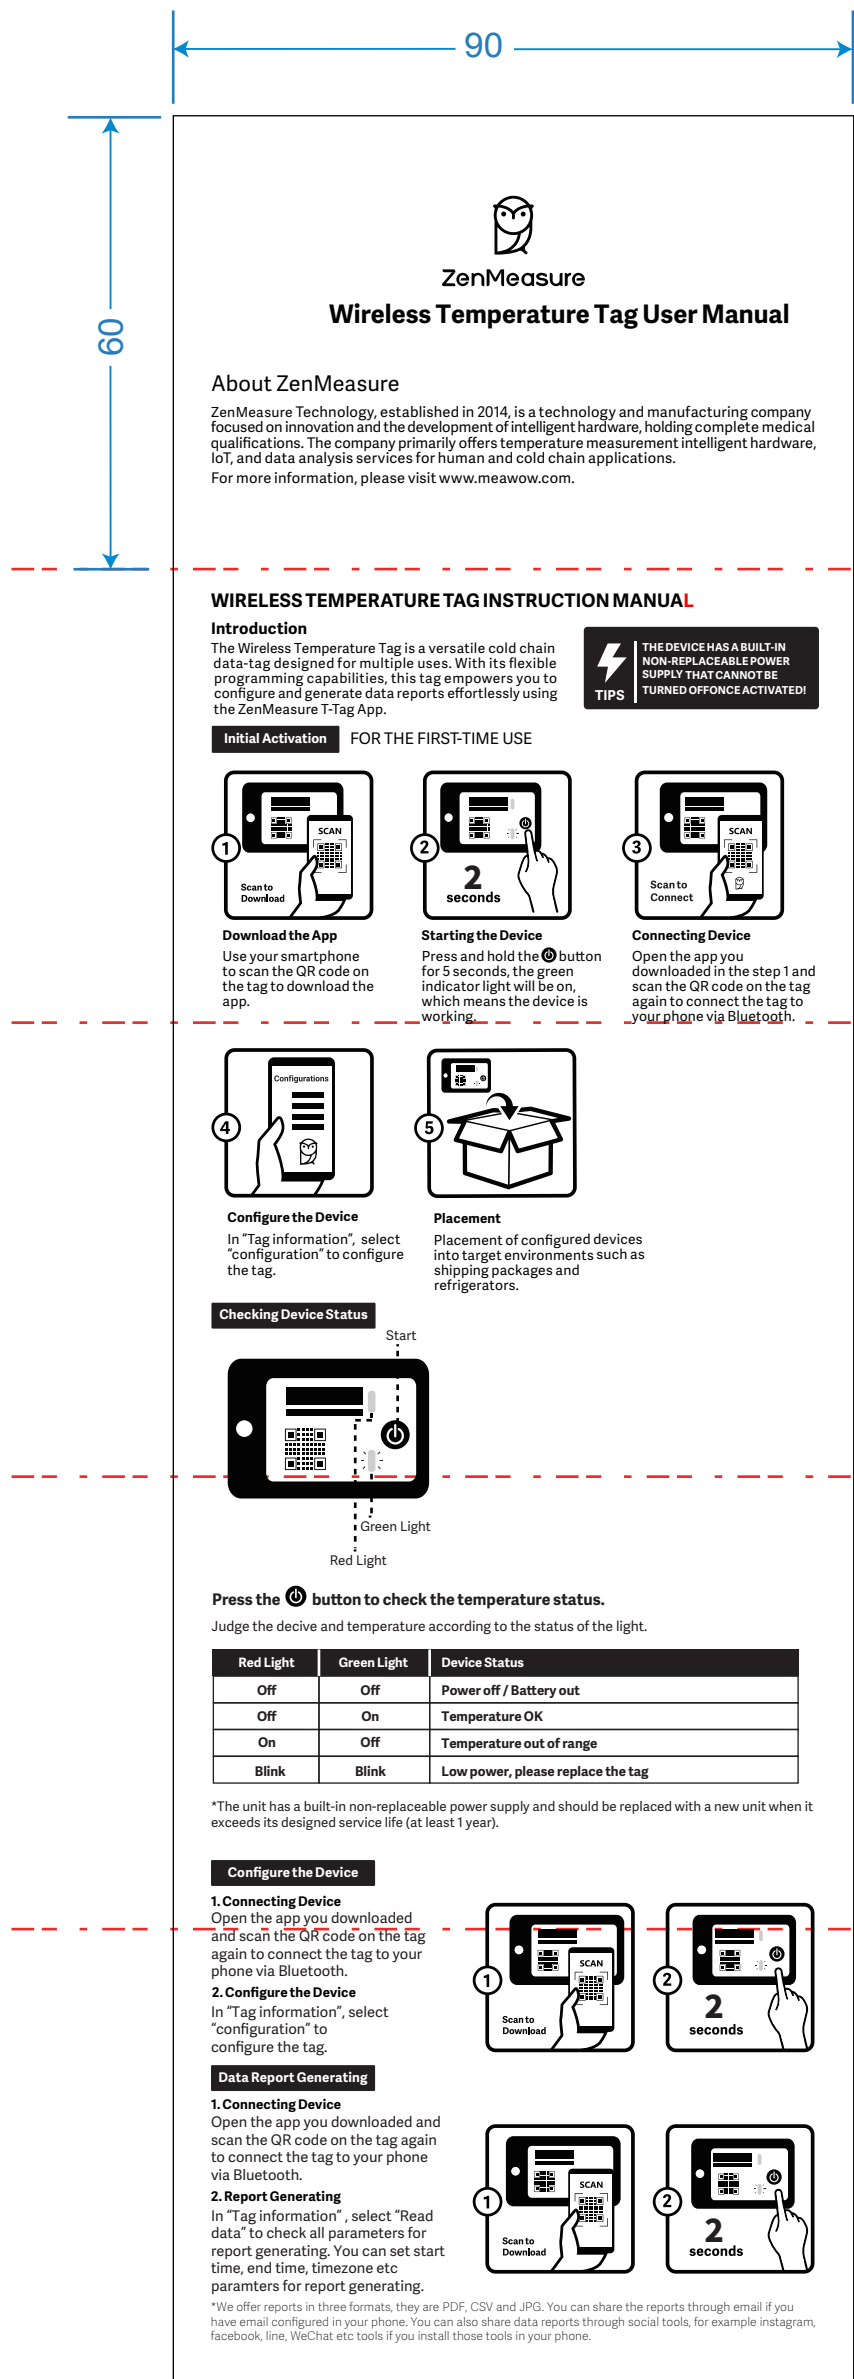 90
60
ZenMeasure
Wireless Temperature Tag User Manual
About ZenMeasure
ZenMeasure Technology, established in 2014, is a technology and manufacturing company
focused on innovation and the development of intelligent hardware, holding complete medical
qualifications. The company primarily offers temperature measurement intelligent hardware,
IoT, and data analysis services for human and cold chain applications.
For more information, please visit www.meawow.com.
WIRELESS TEMPERATURE TAG INSTRUCTION MANUAL
Introduction
The Wireless Temperature Tag is a versatile cold chain
data-tag designed for multiple uses. With its flexible
programming capabilities, this tag empowers you to
configure and generate data reports effortlessly using
the ZenMeasure T-Tag App.
TIPS
THE DEVICE HAS A BUILT-IN
NON-REPLACEABLE POWER
SUPPLY THAT CANNOT BE
TURNED OFFONCE ACTIVATED!
Initial Activation
FOR THE FIRST-TIME USE
1
SCAN
Scan to
Download
Download the App
Use your smartphone
to scan the QR code on
the tag to download the
app.
2
2
seconds
Starting the Device
Press and hold the button
for 5 seconds, the green
indicator light will be on,
which means the device is
working.
3
SCAN
Scan to
Connect
Connecting Device
Open the app you
downloaded in the step 1 and
scan the QR code on the tag
again to connect the tag to
your phone via Bluetooth.
4
Configurations
Configure the Device
In “Tag information”, select
“configuration” to configure
the tag.
5
Placement
Placement of configured devices
into target environments such as
shipping packages and
refrigerators.
Checking Device Status
Start
Green Light
Red Light
Press the button to check the temperature status.
Judge the decive and temperature according to the status of the light.
Red Light Green Light Device Status
Off Off Power off / Battery out
Off On Temperature OK
On Off Temperature out of range
Blink Blink Low power, please replace the tag
*The unit has a built-in non-replaceable power supply and should be replaced with a new unit when it
exceeds its designed service life (at least 1 year).
Configure the Device
1. Connecting Device
Open the app you downloaded
and scan the QR code on the tag
again to connect the tag to your
phone via Bluetooth.
2. Configure the Device
In “Tag information”, select
“configuration” to
configure the tag.
1
SCAN
Scan to
Download
2
2
seconds
Data Report Generating
1. Connecting Device
Open the app you downloaded and
scan the QR code on the tag again
to connect the tag to your phone
via Bluetooth.
2. Report Generating
In “Tag information” , select “Read
data” to check all parameters for
report generating. You can set start
time, end time, timezone etc
paramters for report generating.
1
SCAN
Scan to
Download
2
2
seconds
*We offer reports in three formats, they are PDF, CSV and JPG. You can share the reports through email if you
have email configured in your phone. You can also share data reports through social tools, for example instagram,
facebook, line, WeChat etc tools if you install those tools in your phone.